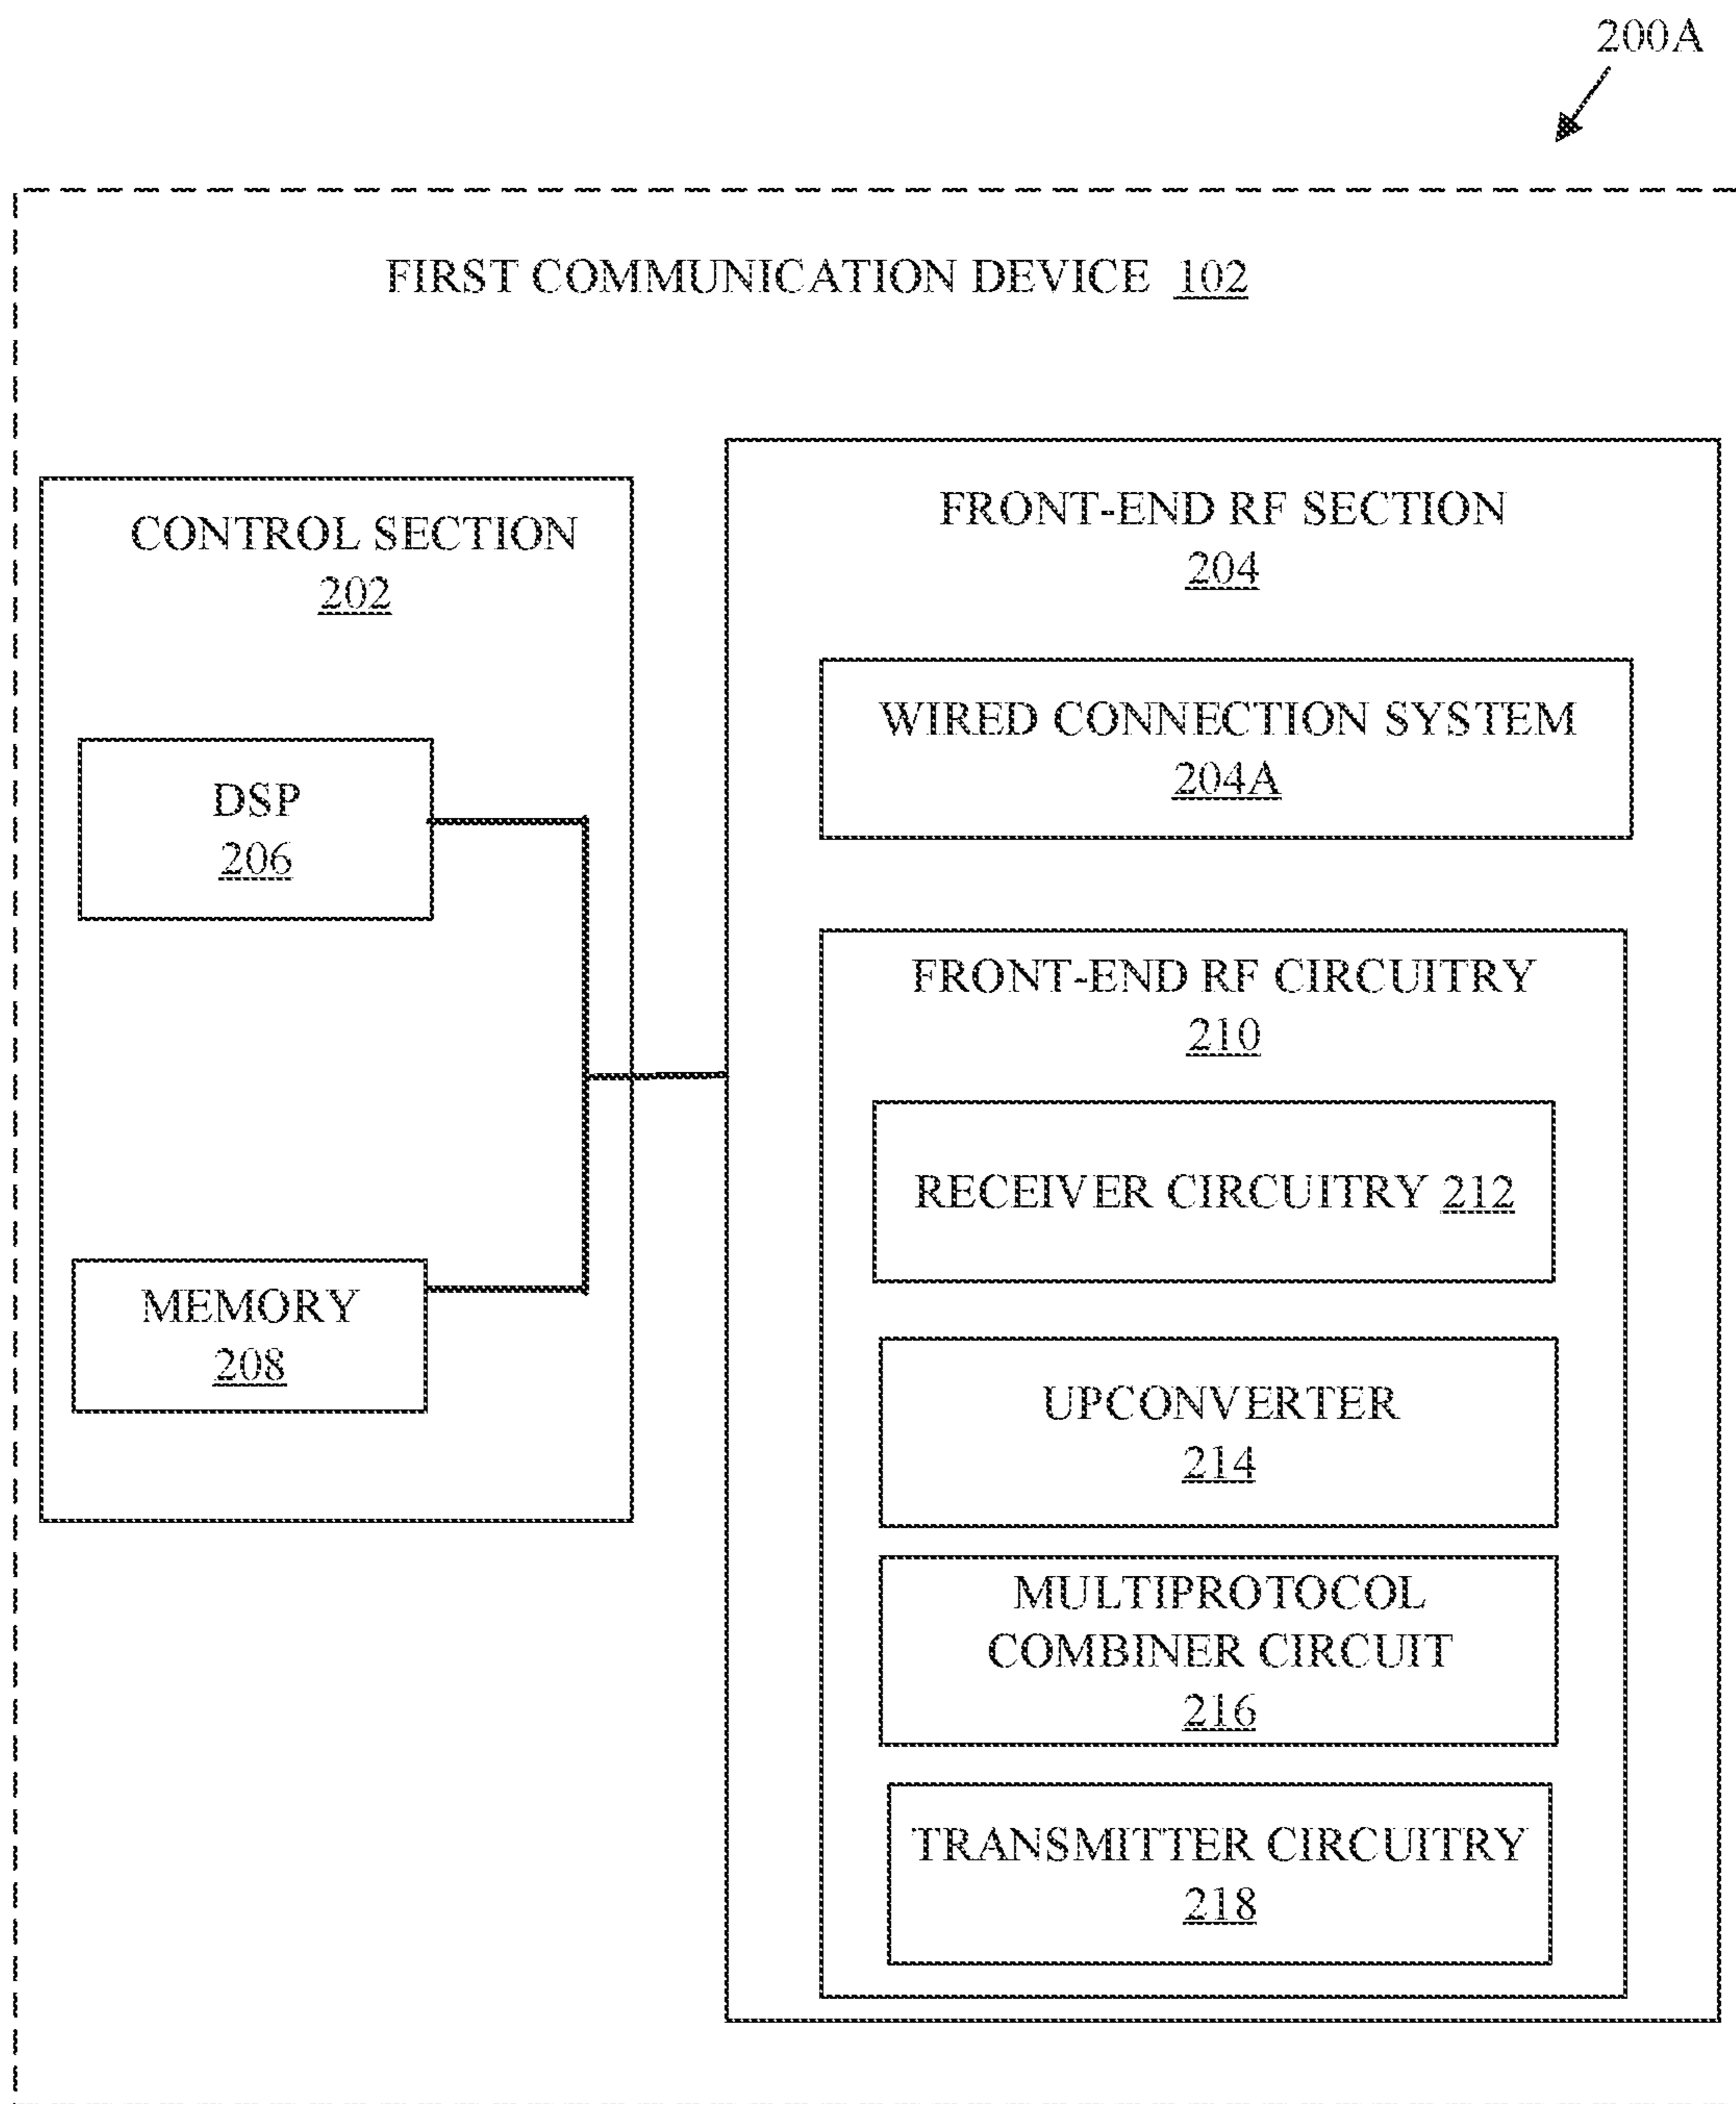 200A
FIRST COMMUNICATION DEVICE 102
CONTROL SECTION
202
DSP
206
MEMORY
208
FRONT-END RF SECTION
204
WIRED CONNECTION SYSTEM
204A
FRONT-END RF CIRCUITRY
210
RECEIVER CIRCUITRY 212
UPCONVERTER
214
MULTIPROTOCOL
COMBINER CIRCUIT
216
TRANSMITTER CIRCUITRY
218